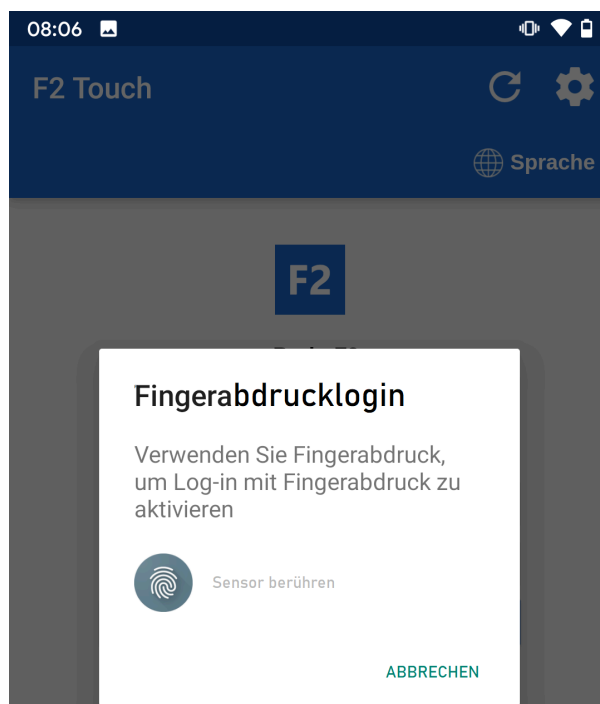 08:06
F2 Touch
Sprache
F2
Fingerabdrucklogin
Verwenden Sie Fingerabdruck,
um Log-in mit Fingerabdruck zu
aktivieren
Sensor berühren
ABBRECHEN